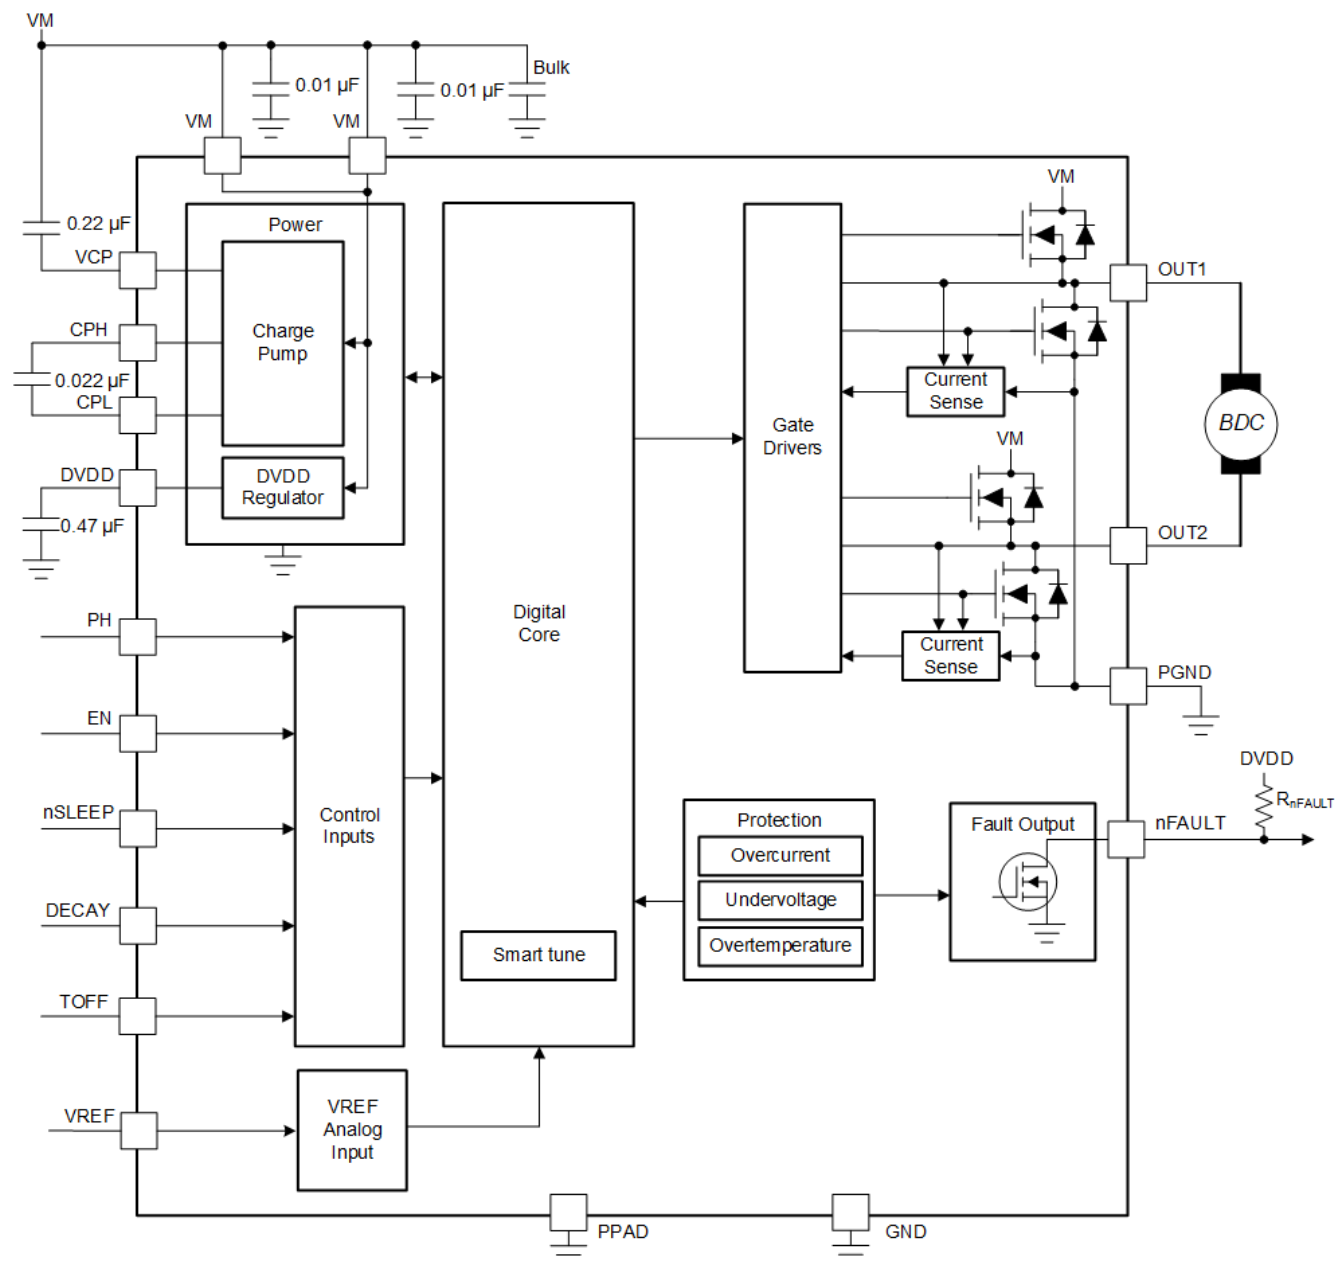 VM
0.01 µF
0.01 µF
Bulk
VM
VM
0.22 µF
VCP
CPH
0.022 µF
CPL
DVDD
0.47 µF
Power
Charge
Pump
DVDD
Regulator
PH
EN
nSLEEP
DECAY
TOFF
VREF
Control
Inputs
VREF
Analog
Input
Digital
Core
Smart tune
Gate
Drivers
VM
OUT1
Current
Sense
BDC
VM
OUT2
Current
Sense
PGND
DVDD
RnFAULT
nFAULT
Protection
Overcurrent
Undervoltage
Overtemperature
Fault Output
PPAD
GND